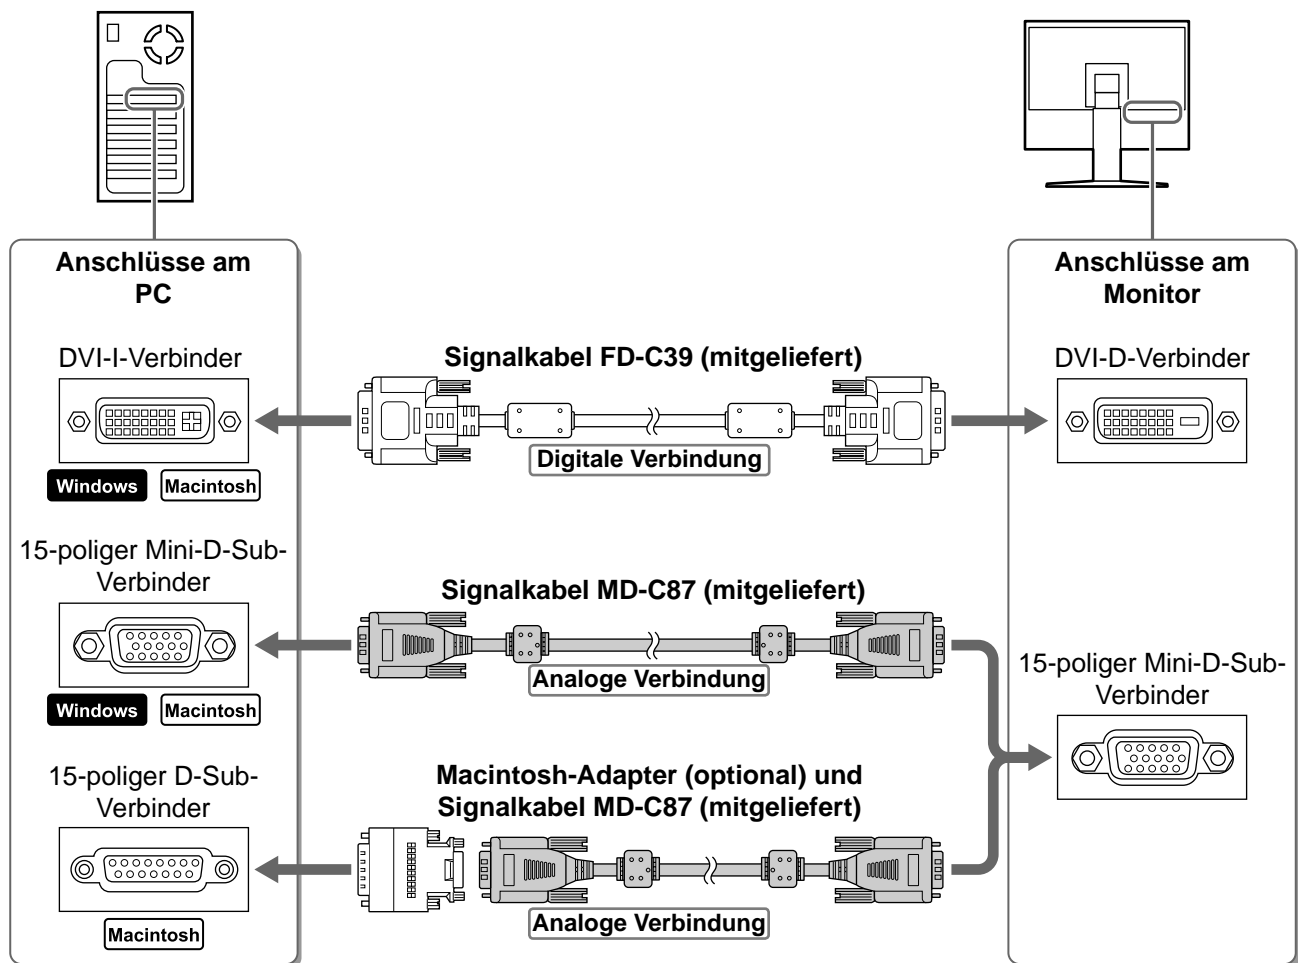 Anschlüsse am
PC
DVI-I-Verbinder
Windows Macintosh
15-poliger Mini-D-Sub-
Verbinder
Windows Macintosh
15-poliger D-Sub-
Verbinder
Macintosh
Signalkabel FD-C39 (mitgeliefert)
Digitale Verbindung
Signalkabel MD-C87 (mitgeliefert)
Analoge Verbindung
Macintosh-Adapter (optional) und
Signalkabel MD-C87 (mitgeliefert)
Analoge Verbindung
Anschlüsse am
Monitor
DVI-D-Verbinder
15-poliger Mini-D-Sub-
Verbinder